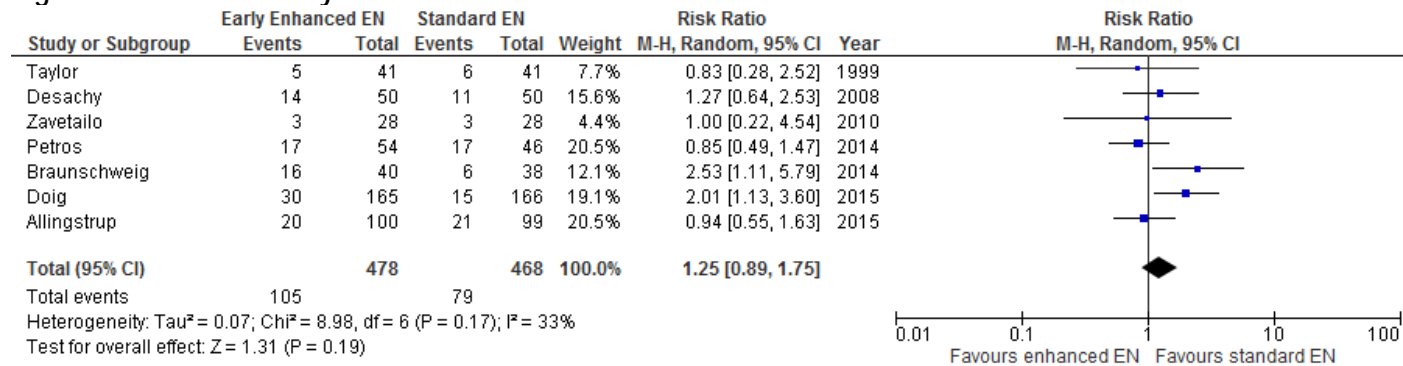 Early Enhanced EN Standard EN Risk Ratio Risk Ratio
Study or Subgroup Events Total Events Total Weight M-H, Random, 95% CI Year M-H, Random, 95% CI
Taylor 5 41 6 41 7.7% 0.83 [0.28, 2.52] 1999
Desachy 14 50 11 50 15.6% 1.27 [0.64, 2.53] 2008
Zavetailo 3 28 3 28 4.4% 1.00 [0.22, 4.54] 2010
Petros 17 54 17 46 20.5% 0.85 [0.49, 1.47] 2014
Braunschweig 16 40 6 38 12.1% 2.53 [1.11, 5.79] 2014
Doig 30 165 15 166 19.1% 2.01 [1.13, 3.60] 2015
Allingstrup 20 100 21 99 20.5% 0.94 [0.55, 1.63] 2015
Total (95% CI) 478 468 100.0% 1.25 [0.89, 1.75]
Total events 105 79
Heterogeneity: Tau² = 0.07; Chi² = 8.98, df = 6 (P = 0.17); I² = 33%
Test for overall effect: Z = 1.31 (P = 0.19)
0.01 0.1 1 10 100
Favours enhanced EN Favours standard EN